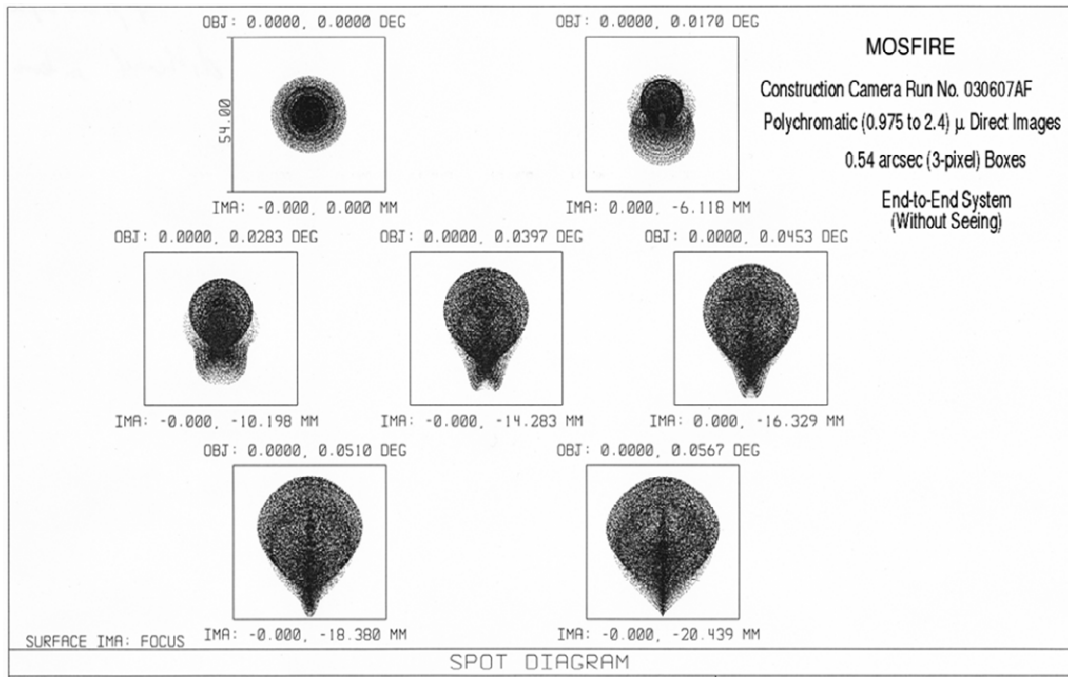 OBJ: 0.0000, 0.0000 DEG
OBJ: 0.0000, 0.0170 DEG
MOSFIRE
Construction Camera Run No. 030607AF
Polychromatic (0.975 to 2.4) μ Direct Images
0.54 arcsec (3-pixel) Boxes
End-to-End System
(Without Seeing)
54.00
IMA: -0.000, 0.000 MM
IMA: 0.000, -6.118 MM
OBJ: 0.0000, 0.0283 DEG
OBJ: 0.0000, 0.0397 DEG
OBJ: 0.0000, 0.0453 DEG
IMA: -0.000, -10.198 MM
IMA: -0.000, -14.283 MM
IMA: 0.000, -16.329 MM
OBJ: 0.0000, 0.0510 DEG
OBJ: 0.0000, 0.0567 DEG
IMA: -0.000, -18.380 MM
IMA: -0.000, -20.439 MM
SURFACE IMA: FOCUS
SPOT DIAGRAM